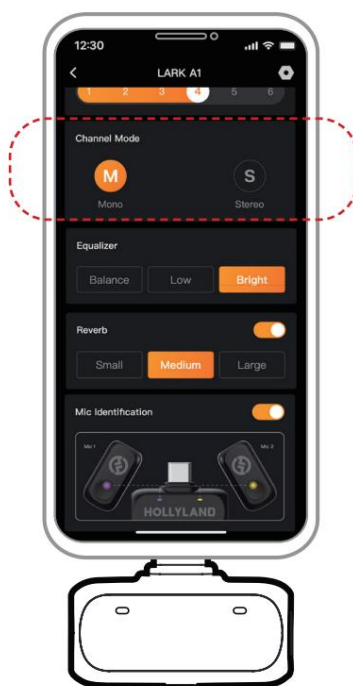 12:30
LARK A1
1 2 3 4 5 6
Channel Mode
M S
Mono Stereo
Equalizer
Balance Low Bright
Reverb
Small Medium Large
Mic Identification
Mic 1 Mic 2
HOLLYLAND